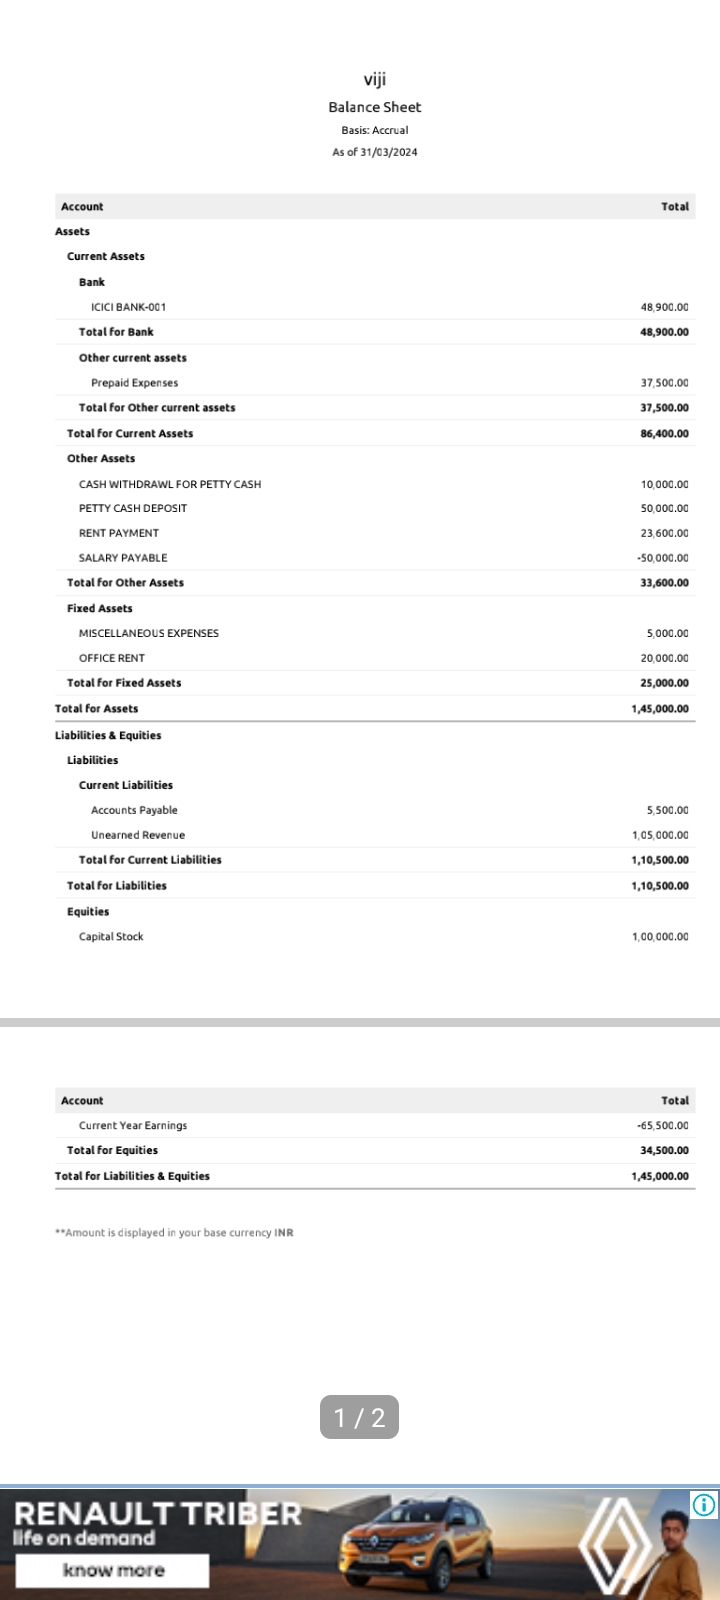 viji
Balance Sheet
Basis: Accrual
As of 31/03/2024
Account Total
Assets
Current Assets
Bank
ICICI BANK-001 48,900.00
Total for Bank 48,900.00
Other current assets
Prepaid Expenses 37,500.00
Total for Other current assets 37,500.00
Total for Current Assets 86,400.00
Other Assets
CASH WITHDRAWL FOR PETTY CASH 10,000.00
PETTY CASH DEPOSIT 50,000.00
RENT PAYMENT 23,600.00
SALARY PAYABLE -50,000.00
Total for Other Assets 33,600.00
Fixed Assets
MISCELLANEOUS EXPENSES 5,000.00
OFFICE RENT 20,000.00
Total for Fixed Assets 25,000.00
Total for Assets 1,45,000.00
Liabilities & Equities
Liabilities
Current Liabilities
Accounts Payable 5,500.00
Unearned Revenue 1,05,000.00
Total for Current Liabilities 1,10,500.00
Total for Liabilities 1,10,500.00
Equities
Capital Stock 1,00,000.00
Account Total
Current Year Earnings -65,500.00
Total for Equities 34,500.00
Total for Liabilities & Equities 1,45,000.00
**Amount is displayed in your base currency INR
1 / 2
RENAULT TRIBER
life on demand
know more